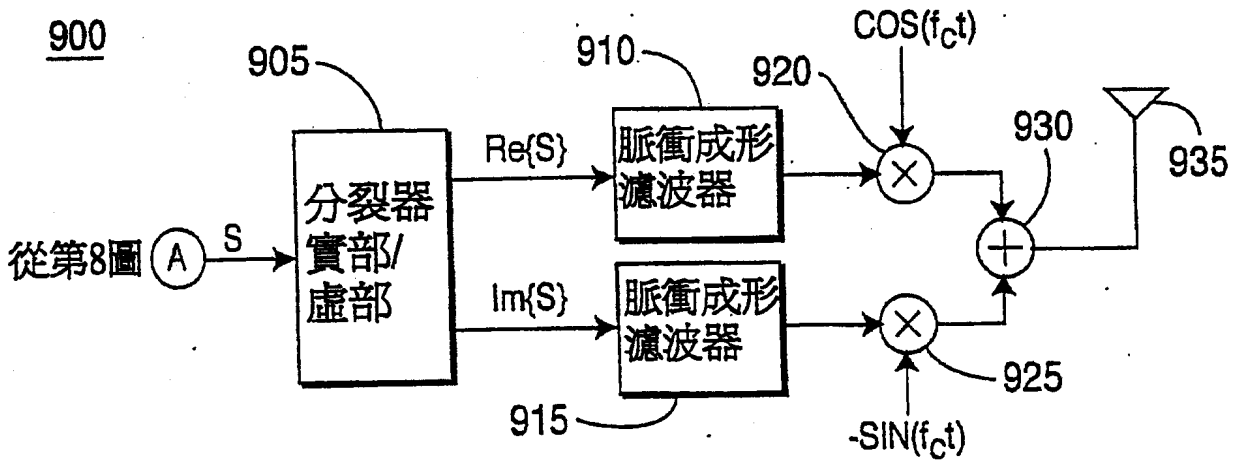 900
905
910
920
COS(fCt)
930
935
Re{S}
脈衝成形
濾波器
分裂器
實部/
虛部
從第8圖 A S
Im{S}
脈衝成形
濾波器
915
925
-SIN(fCt)